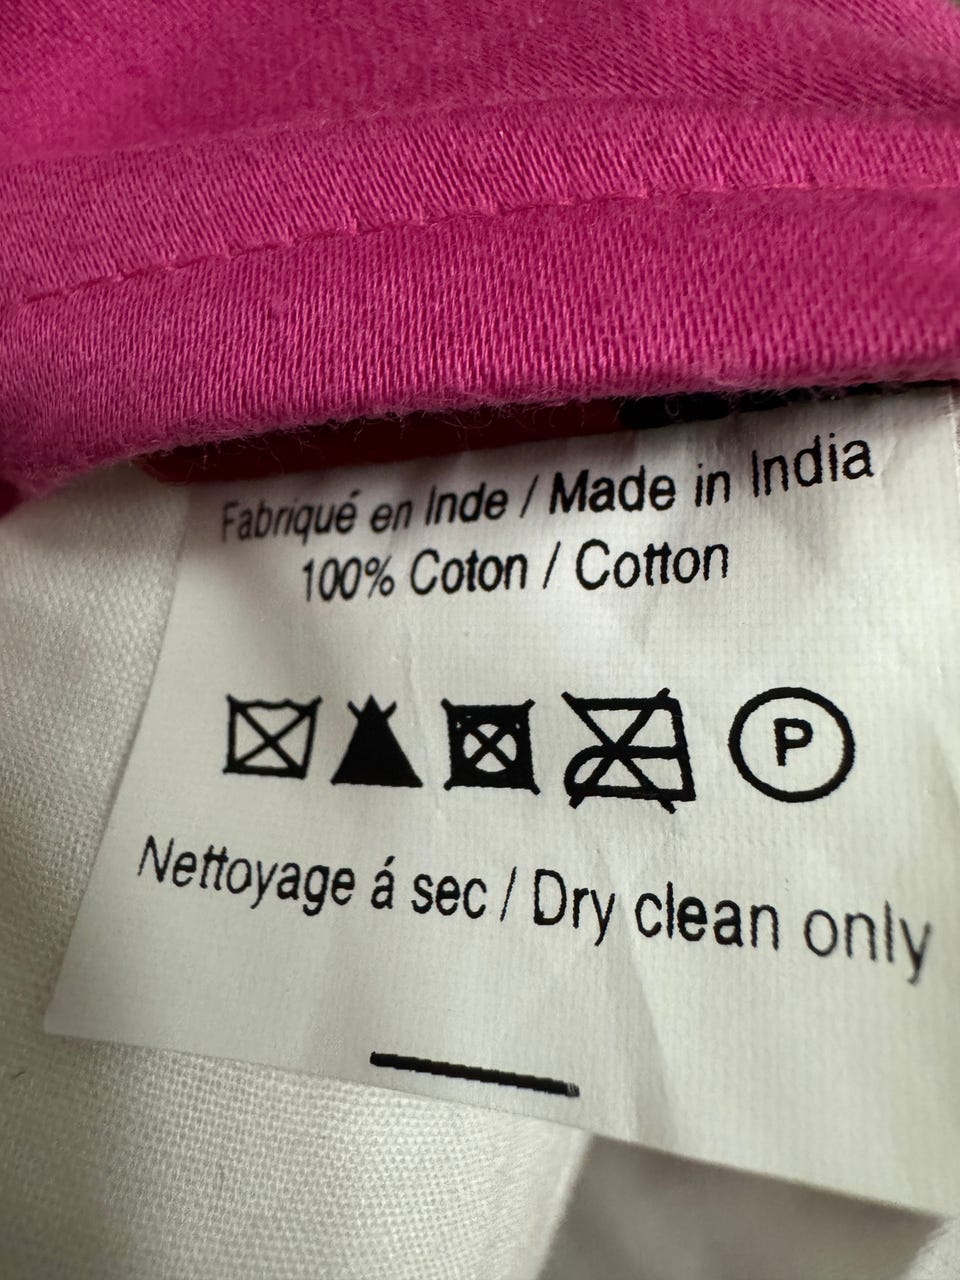 Fabriqué en Inde / Made in India
100% Coton / Cotton
P
Nettoyage á sec / Dry clean only